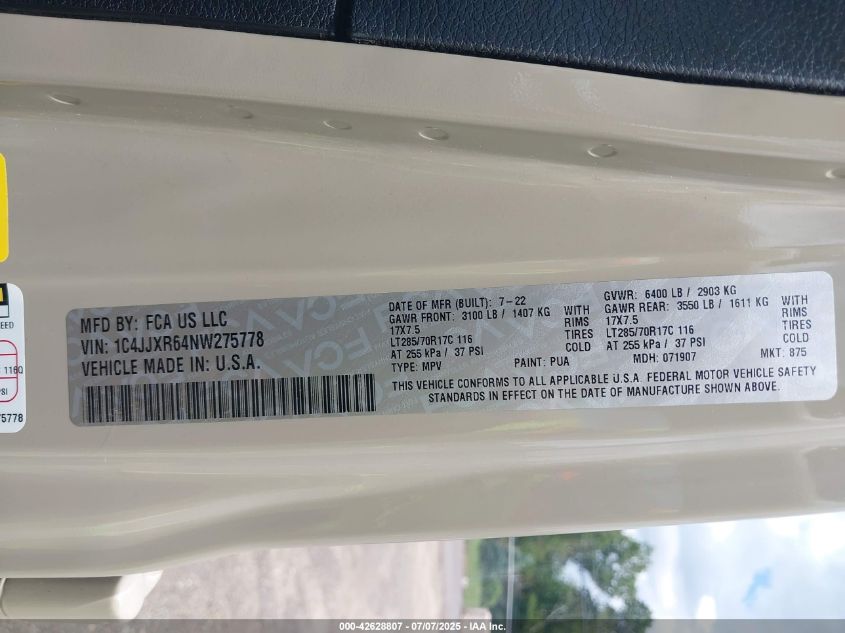 MFD BY: FCA US LLC
VIN: 1C4JJXR64NW275778
VEHICLE MADE IN: U.S.A.
DATE OF MFR (BUILT): 7-22
GAWR FRONT: 3100 LB / 1407 KG WITH
17X7.5 RIMS
LT285/70R17C 116 TIRES
AT 255 kPa / 37 PSI COLD
TYPE: MPV
PAINT: PUA
GVWR: 6400 LB / 2903 KG
GAWR REAR: 3550 LB / 1611 KG WITH
17X7.5 RIMS
LT285/70R17C 116 TIRES
AT 255 kPa / 37 PSI COLD
MDH: 071907
MKT: 875
THIS VEHICLE CONFORMS TO ALL APPLICABLE U.S.A. FEDERAL MOTOR VEHICLE SAFETY
STANDARDS IN EFFECT ON THE DATE OF MANUFACTURE SHOWN ABOVE.
EED
116Q
PSI
75778
000-42628807 - 07/07/2025 - IAA Inc.